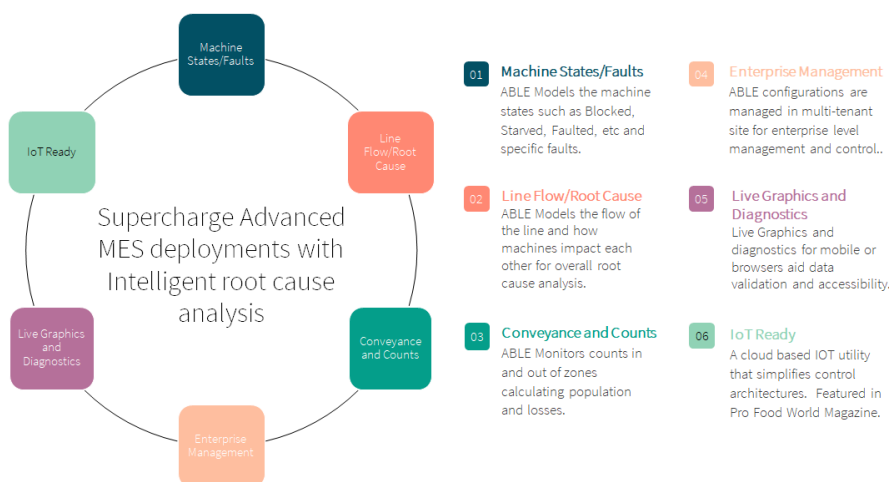 Machine
States/Faults
Line
Flow/Root
Cause
Conveyance
and Counts
Enterprise
Management
Live Graphics
and
Diagnostics
IoT Ready
Supercharge Advanced
MES deployments with
Intelligent root cause
analysis
01 Machine States/Faults
ABLE Models the machine
states such as Blocked,
Starved, Faulted, etc and
specific faults.
02 Line Flow/Root Cause
ABLE Models the flow of
the line and how
machines impact each
other for overall root
cause analysis.
03 Conveyance and Counts
ABLE Monitors counts in
and out of zones
calculating population
and losses.
04 Enterprise Management
ABLE configurations are
managed in multi-tenant
site for enterprise level
management and control..
05 Live Graphics and
Diagnostics
Live Graphics and
diagnostics for mobile or
browsers aid data
validation and accessibility.
06 IoT Ready
A cloud based IOT utility
that simplifies control
architectures. Featured in
Pro Food World Magazine.